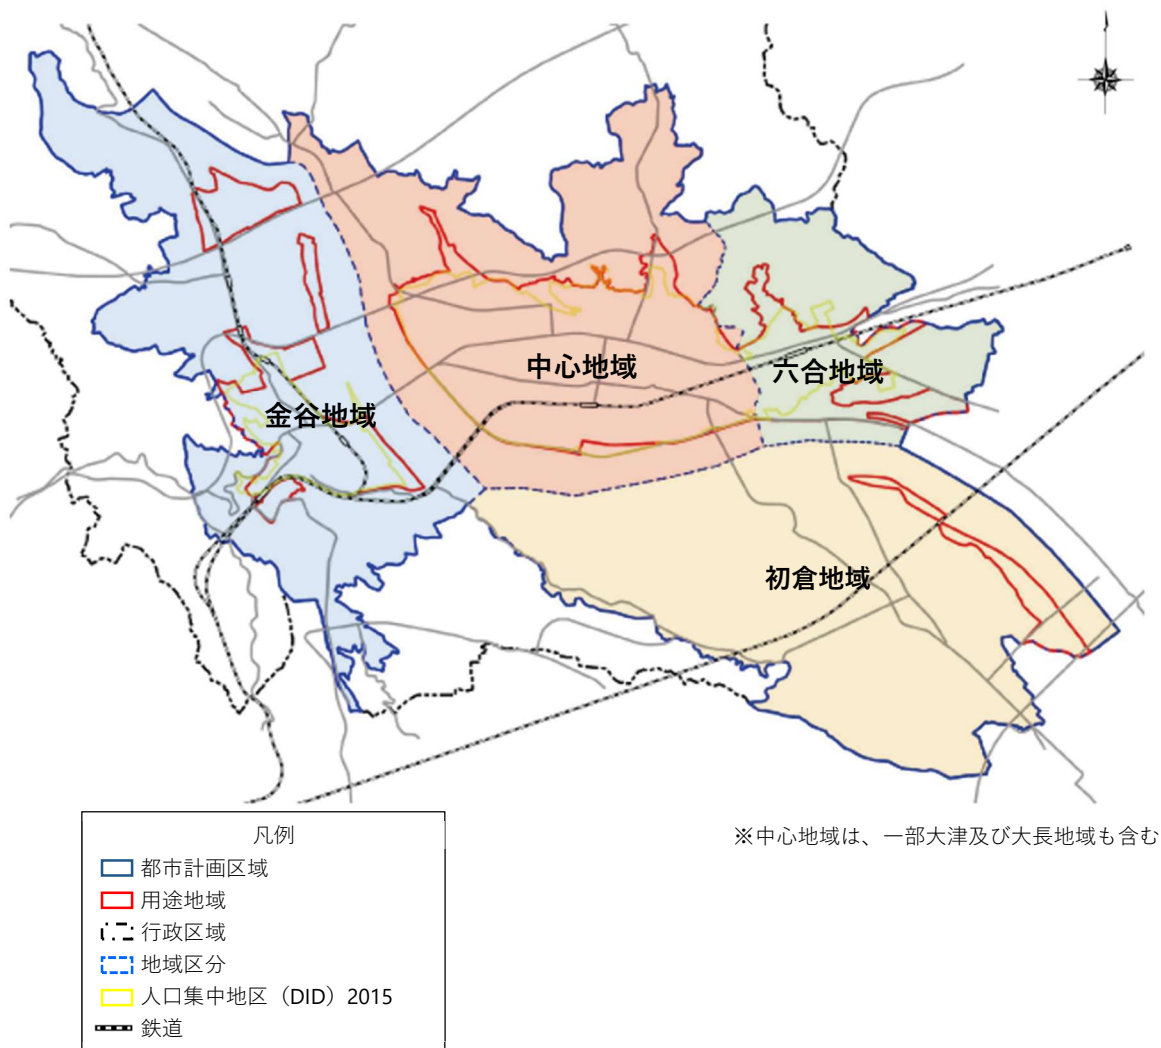 中心地域
六合地域
金谷地域
初倉地域
※中心地域は、一部大津及び大長地域も含む
凡例
都市計画区域
用途地域
行政区域
地域区分
人口集中地区（DID）2015
鉄道